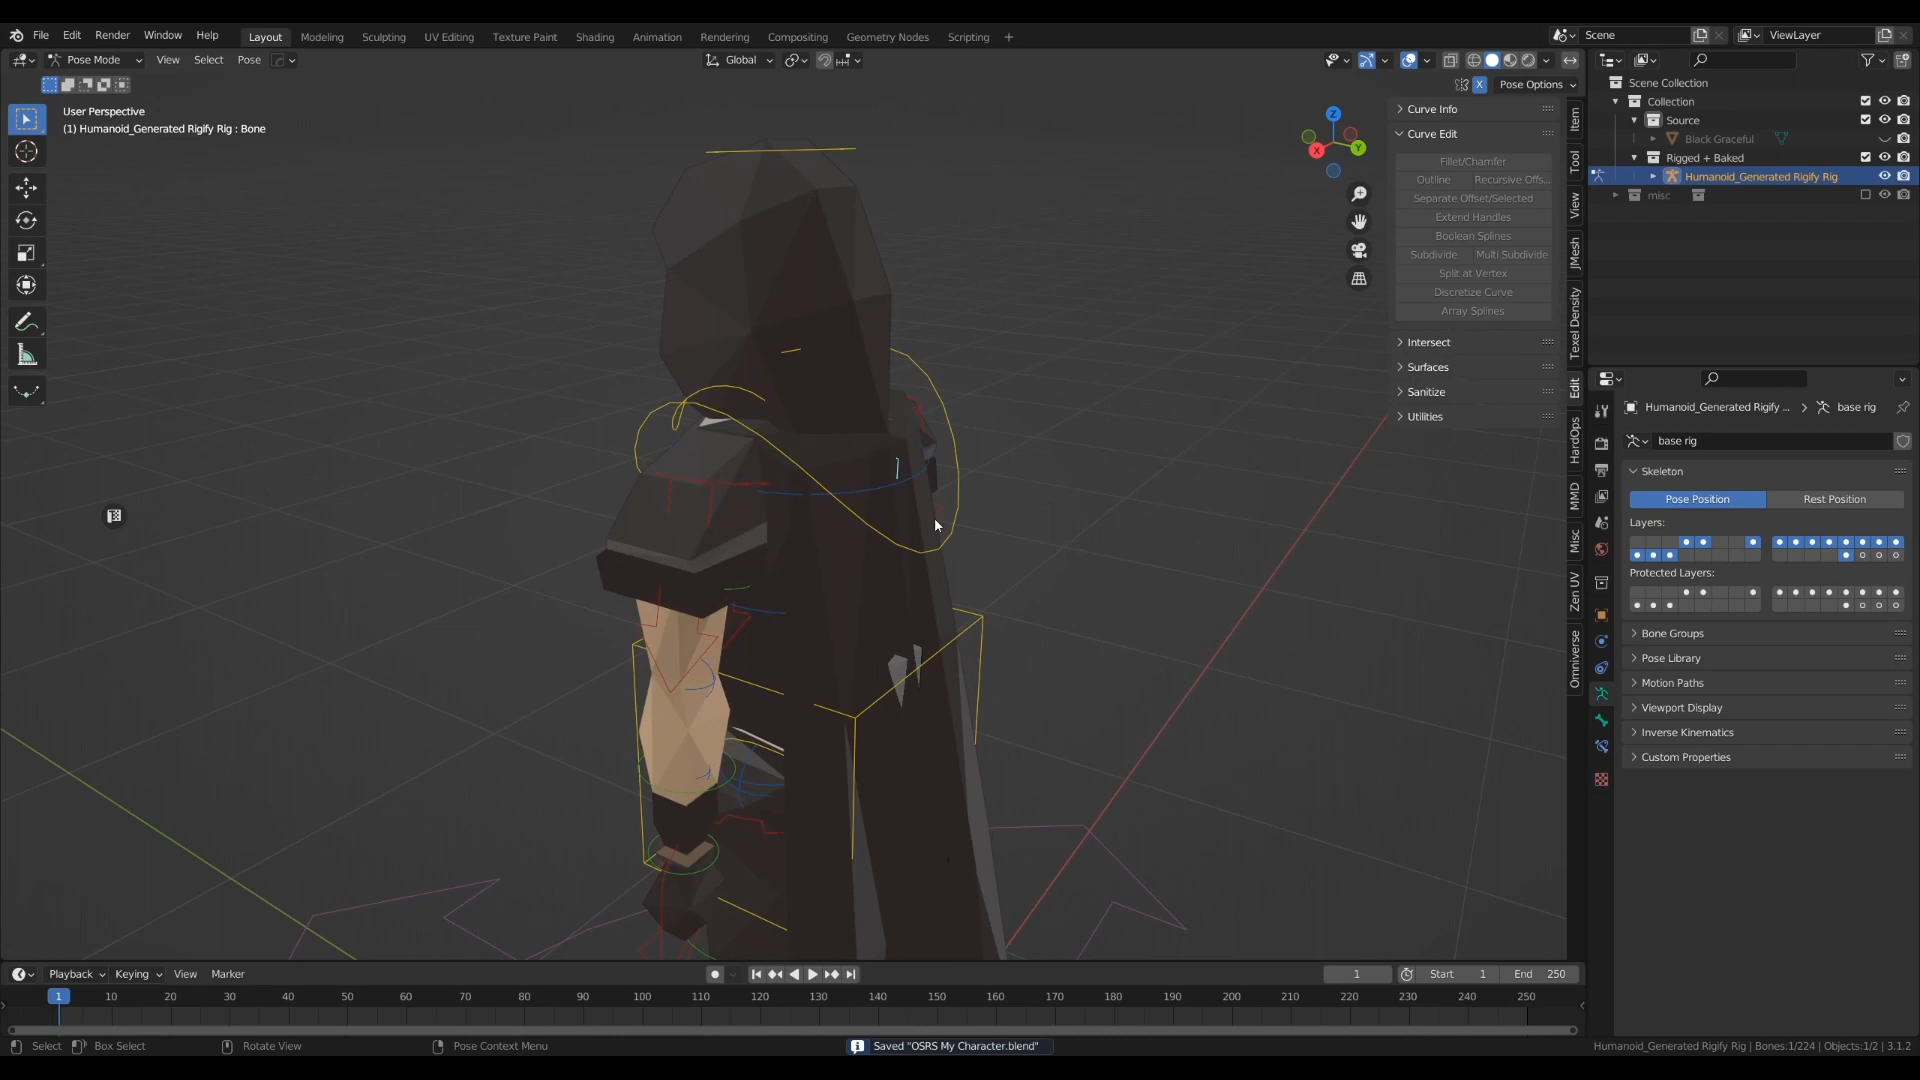 File Edit Render Window Help Layout Modeling Sculpting UV Editing Texture Paint Shading Animation Rendering Compositing Geometry Nodes Scripting + Scene ViewLayer
Pose Mode View Select Pose Global
X Pose Options
User Perspective
(1) Humanoid_Generated Rigify Rig : Bone
Z
Y
X
Curve Info
Curve Edit
Fillet/Chamfer
Outline Recursive Offs...
Separate Offset/Selected
Extend Handles
Boolean Splines
Subdivide Multi Subdivide
Split at Vertex
Discretize Curve
Array Splines
Intersect
Surfaces
Sanitize
Utilities
Item
Tool
View
JMesh
Texel Density
Edit
HardOps
MMD
Misc
Zen UV
Omniverse
Scene Collection
Collection
Source
Black Graceful
Rigged + Baked
Humanoid_Generated Rigify Rig
misc
Humanoid_Generated Rigify ... base rig
base rig
Skeleton
Pose Position Rest Position
Layers:
Protected Layers:
Bone Groups
Pose Library
Motion Paths
Viewport Display
Inverse Kinematics
Custom Properties
Playback Keying View Marker 1 Start 1 End 250
1 10 20 30 40 50 60 70 80 90 100 110 120 130 140 150 160 170 180 190 200 210 220 230 240 250
Select Box Select Rotate View Pose Context Menu Saved "OSRS My Character.blend" Humanoid_Generated Rigify Rig | Bones:1/224 | Objects:1/2 | 3.1.2